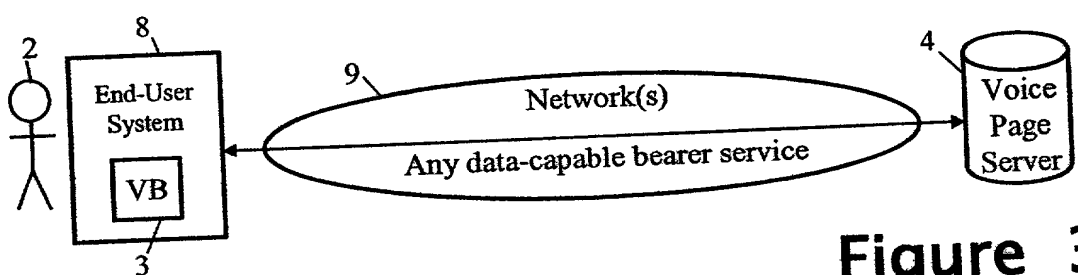 2
8
End-User
System
VB
3
9
Network(s)
Any data-capable bearer service
4
Voice
Page
Server
Figure 3